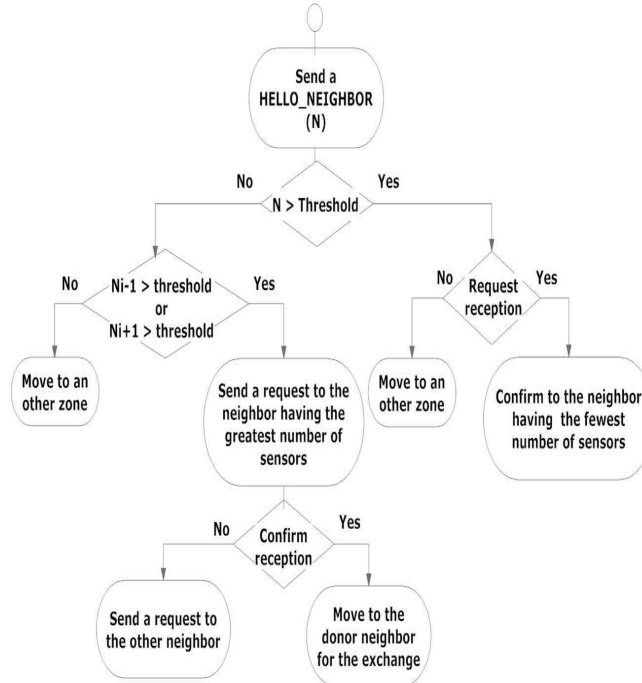 Send a
HELLO_NEIGHBOR
(N)
No
Yes
N > Threshold
No
Ni-1 > threshold
or
Ni+1 > threshold
Yes
No
Request
reception
Yes
Move to an
other zone
Send a request to the
neighbor having the
greatest number of
sensors
Move to an
other zone
Confirm to the neighbor
having the fewest
number of sensors
No
Confirm
reception
Yes
Send a request to
the other neighbor
Move to the
donor neighbor
for the exchange